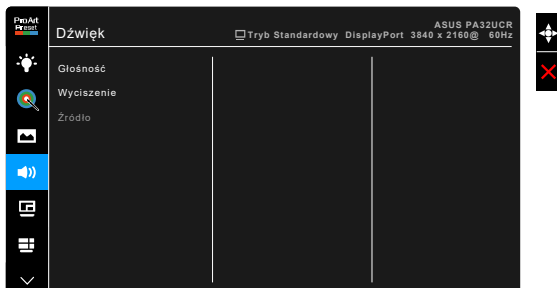 ProArt
Preset
Dźwięk
ASUS PA32UCR
Tryb Standardowy DisplayPort 3840 x 2160@ 60Hz
Głośność
Wyciszenie
Źródło